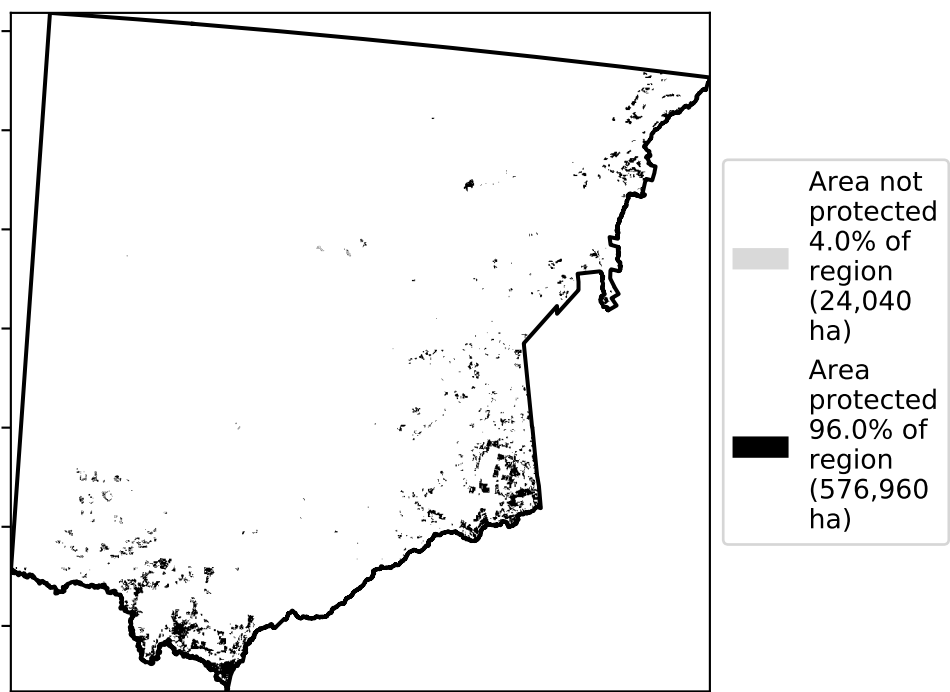 Area not
protected
4.0% of
region
(24,040
ha)
Area
protected
96.0% of
region
(576,960
ha)